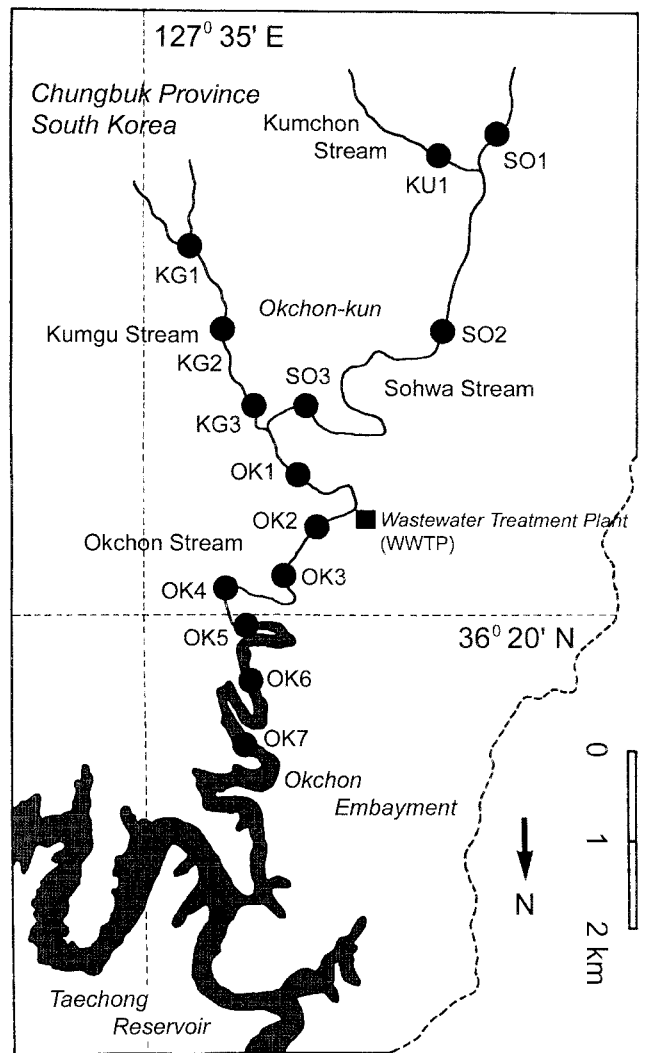 127⁰ 35' E
Chungbuk Province
South Korea
Kumchon
Stream
SO1
KU1
KG1
Okchon-kun
Kumgu Stream
SO2
KG2
SO3
Sohwa Stream
KG3
OK1
OK2
Wastewater Treatment Plant
(WWTP)
Okchon Stream
OK3
OK4
OK5
36⁰ 20' N
OK6
OK7
Okchon
Embayment
0
1
2 km
N
Taechong
Reservoir